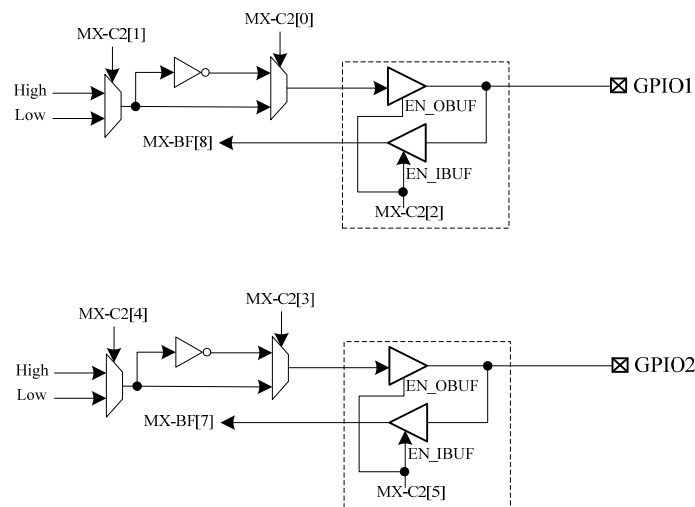 MX-C2[1]
MX-C2[0]
High
Low
GPIO1
EN_OBUF
MX-BF[8]
EN_IBUF
MX-C2[2]
MX-C2[4]
MX-C2[3]
High
Low
GPIO2
EN_OBUF
MX-BF[7]
EN_IBUF
MX-C2[5]